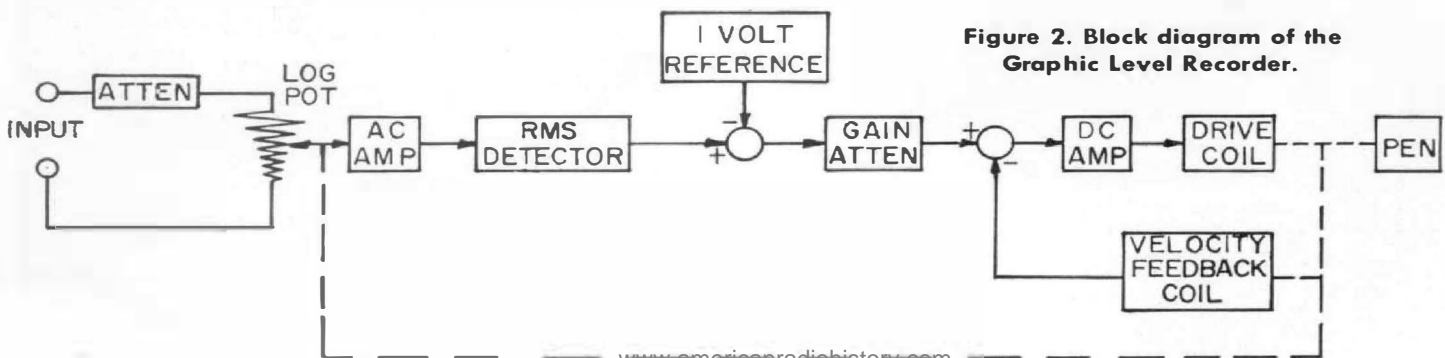 Figure 2. Block diagram of the
Graphic Level Recorder.
INPUT
ATTEN
LOG
POT
AC
AMP
RMS
DETECTOR
1 VOLT
REFERENCE
−
+
GAIN
ATTEN
+
−
DC
AMP
DRIVE
COIL
PEN
VELOCITY
FEEDBACK
COIL
www.americanradiohistory.com